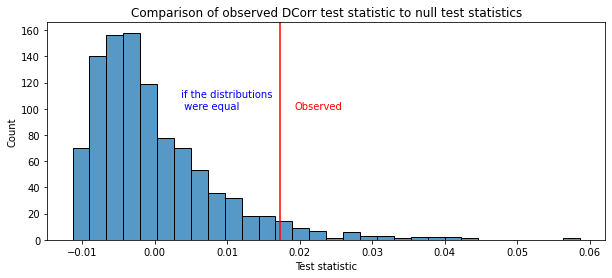 Comparison of observed DCorr test statistic to null test statistics
160
140
120
100
80
60
40
20
0
Count
if the distributions
were equal
Observed
−0.01 0.00 0.01 0.02 0.03 0.04 0.05 0.06
Test statistic